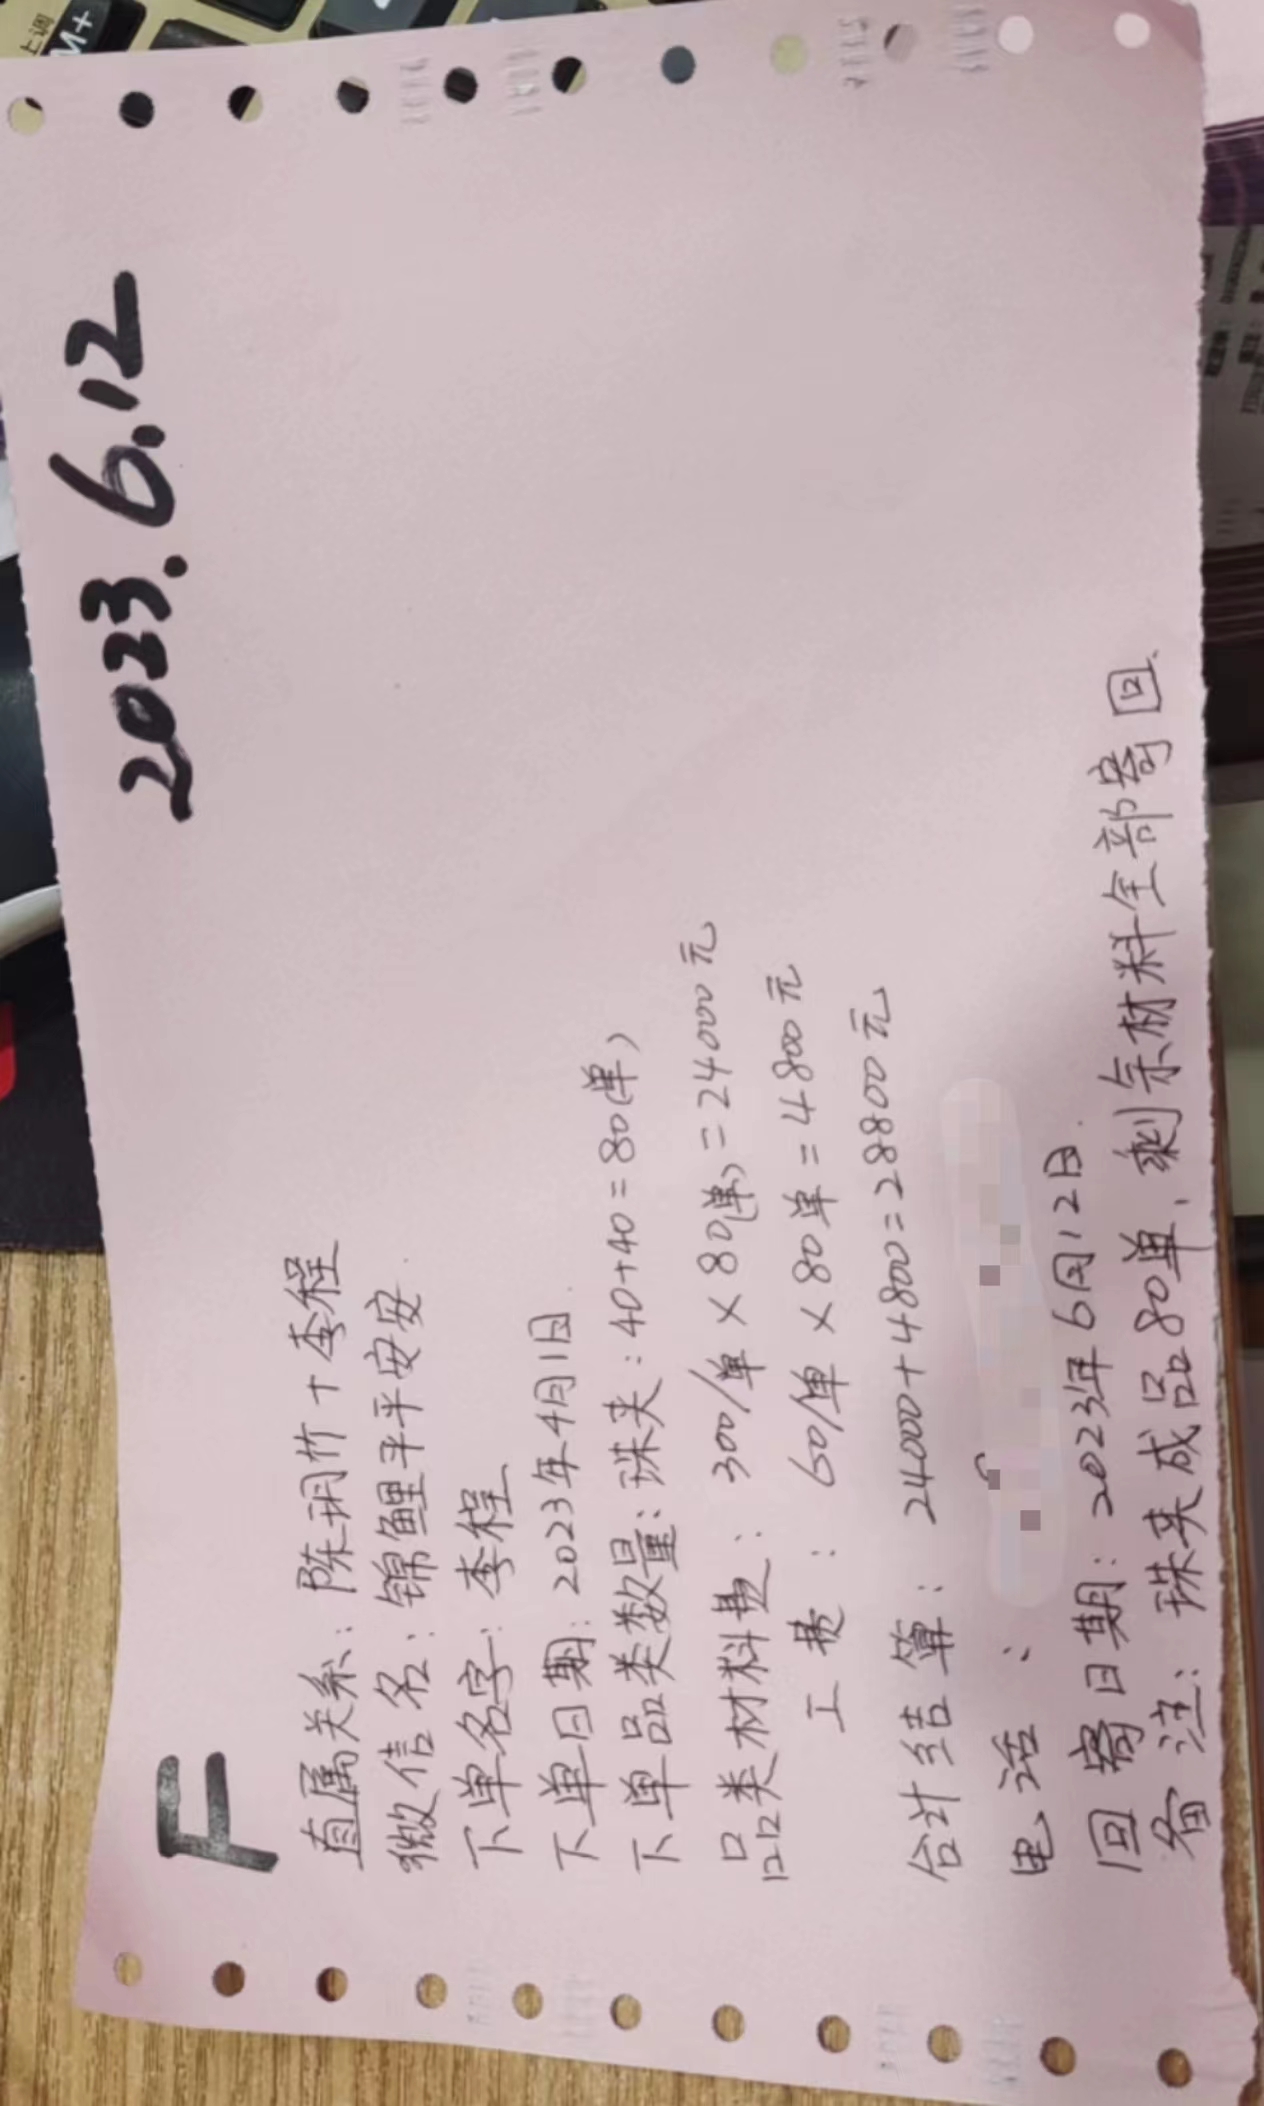 F
2023.6.12
直属关系：陈玥竹+李程
微信名：锦鲤平平安安.
下单名字：李程
下单日期：2023年4月1日.
下单品类数量：珠夹：40+40=80(单)
品类材料费：300/单×80(单)=24000元
工费：60/单×80单=4800元
合计结算：24000+4800=28800元
电话：
回寄日期：2023年6月12日.
备注：珠夹成品80单，剩余材料全部寄回.
M+
上调